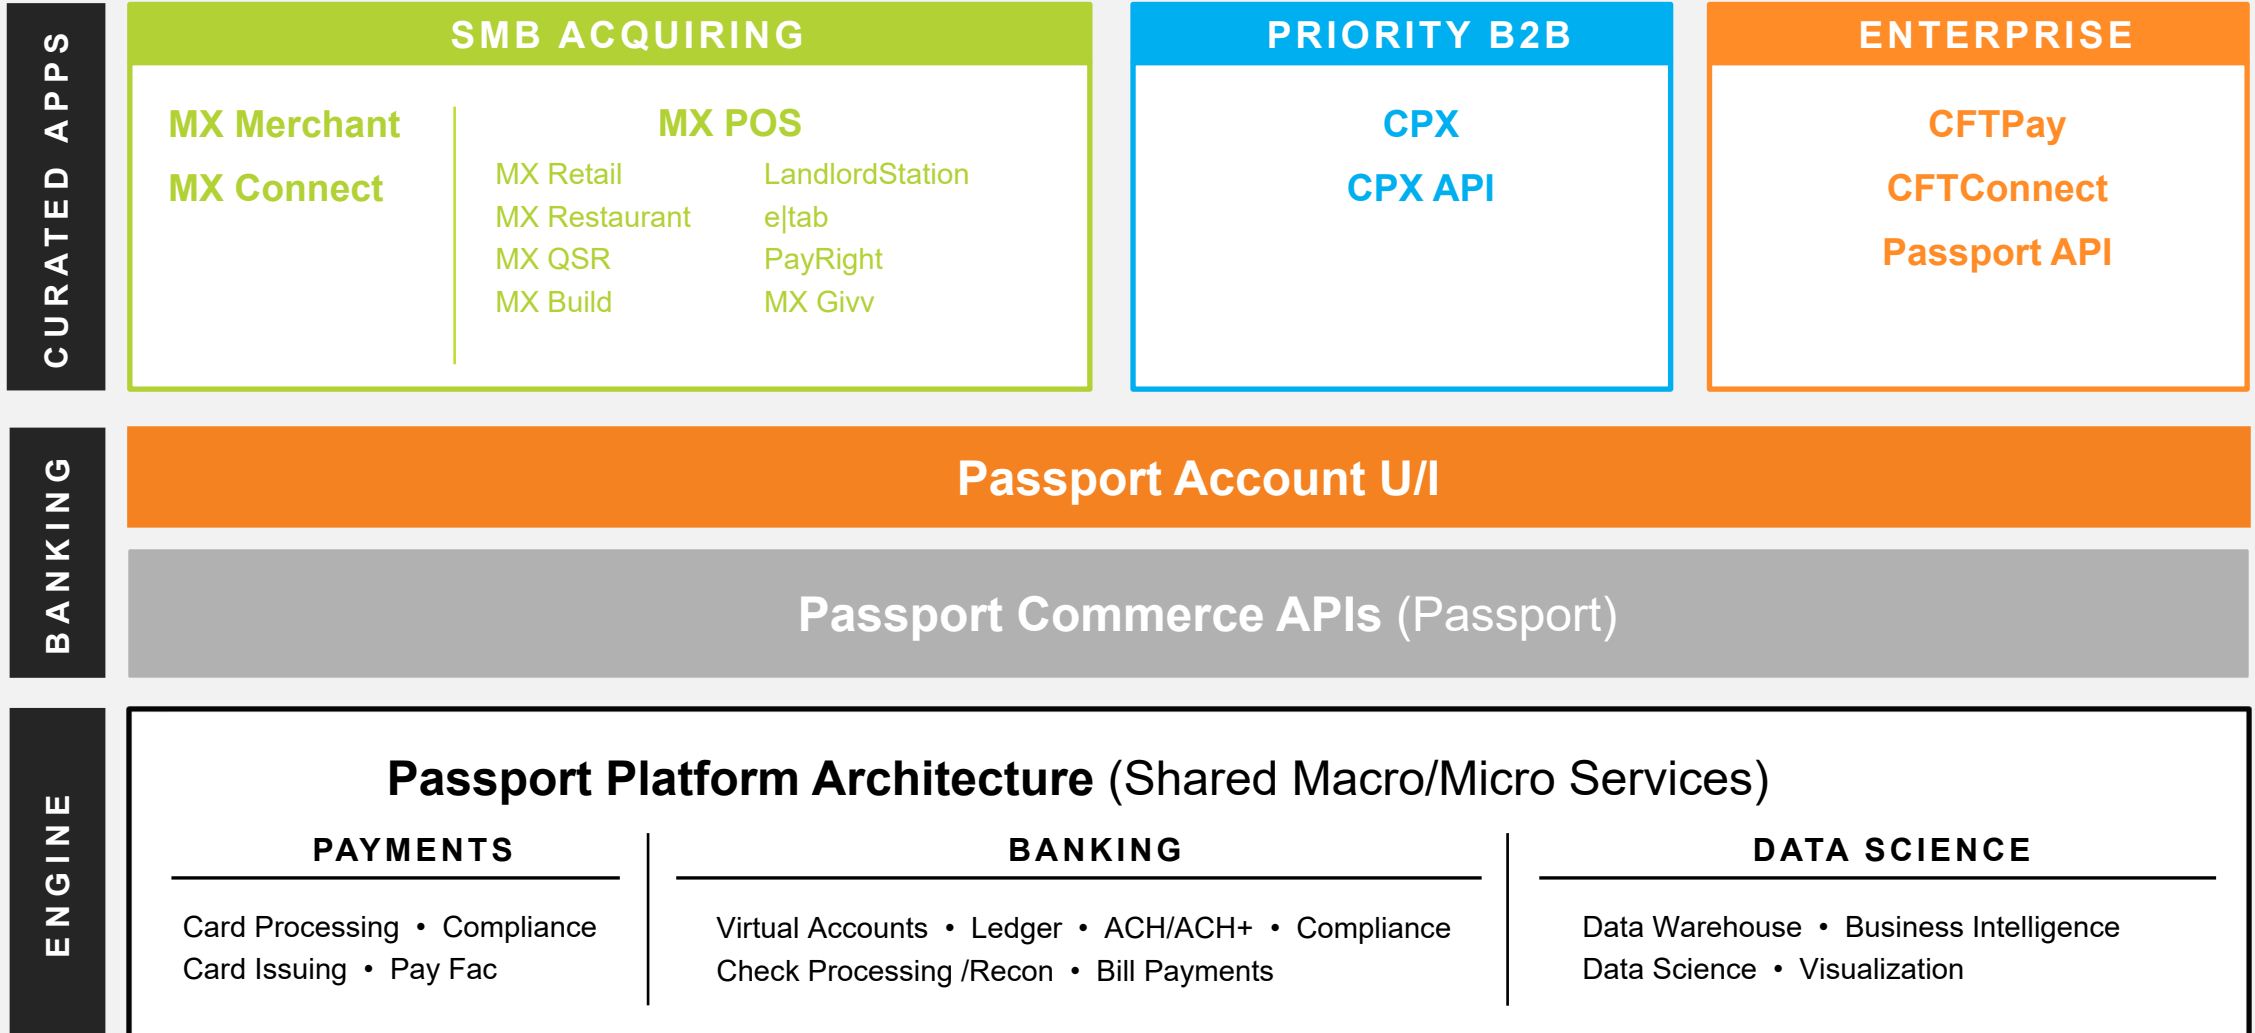 CURATED APPS
SMB ACQUIRING
MX Merchant
MX Connect
MX POS
MX Retail
MX Restaurant
MX QSR
MX Build
LandlordStation
e|tab
PayRight
MX Givv
PRIORITY B2B
CPX
CPX API
ENTERPRISE
CFTPay
CFTConnect
Passport API
BANKING
Passport Account U/I
Passport Commerce APIs (Passport)
ENGINE
Passport Platform Architecture (Shared Macro/Micro Services)
PAYMENTS
Card Processing • Compliance
Card Issuing • Pay Fac
BANKING
Virtual Accounts • Ledger • ACH/ACH+ • Compliance
Check Processing /Recon • Bill Payments
DATA SCIENCE
Data Warehouse • Business Intelligence
Data Science • Visualization